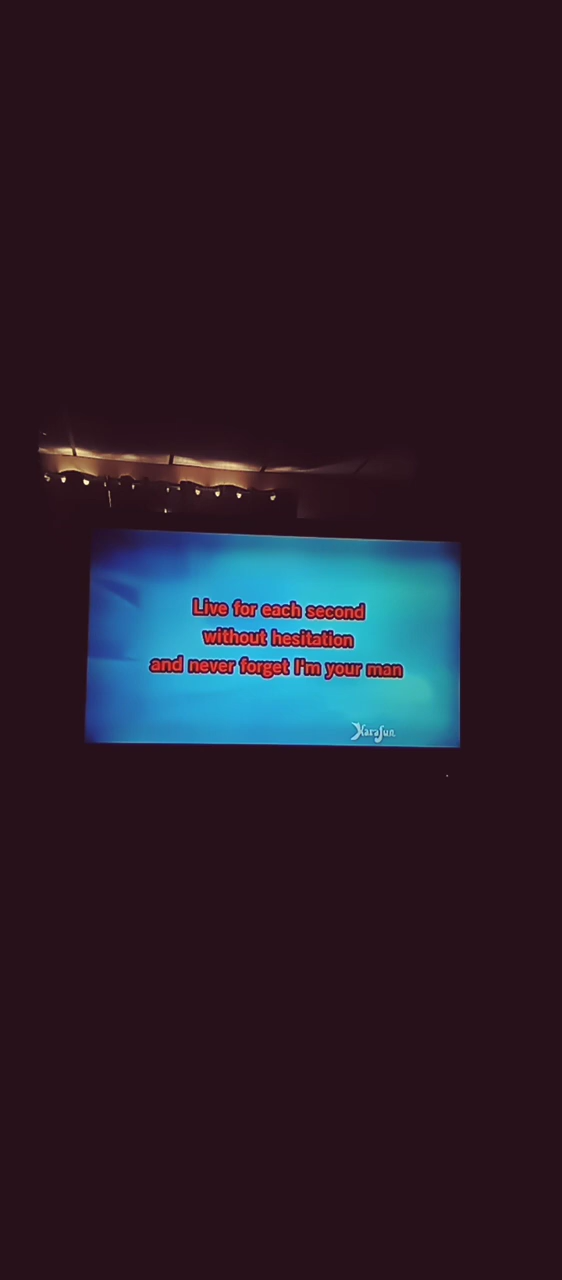 Live for each second
without hesitation
and never forget I'm your man
KaraFun